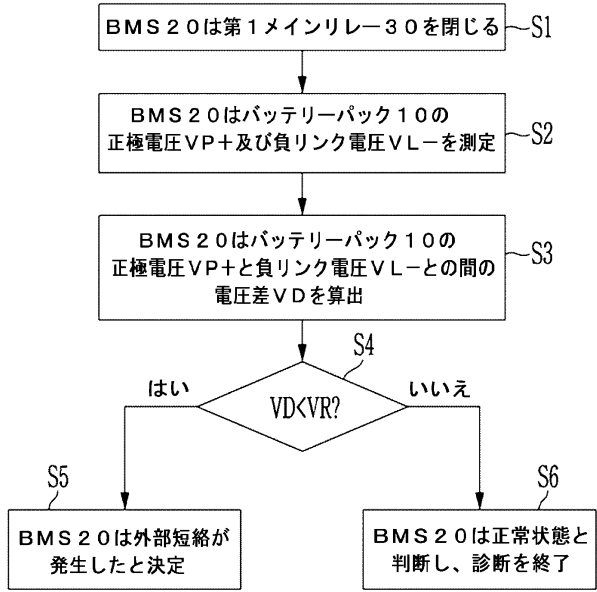 BMS20は第1メインリレー30を閉じる
S1
BMS20はバッテリーパック10の
正極電圧VP+及び負リンク電圧VL-を測定
S2
BMS20はバッテリーパック10の
正極電圧VP+と負リンク電圧VL-との間の
電圧差VDを算出
S3
S4
はい
VD<VR?
いいえ
S5
BMS20は外部短絡が
発生したと決定
S6
BMS20は正常状態と
判断し、診断を終了